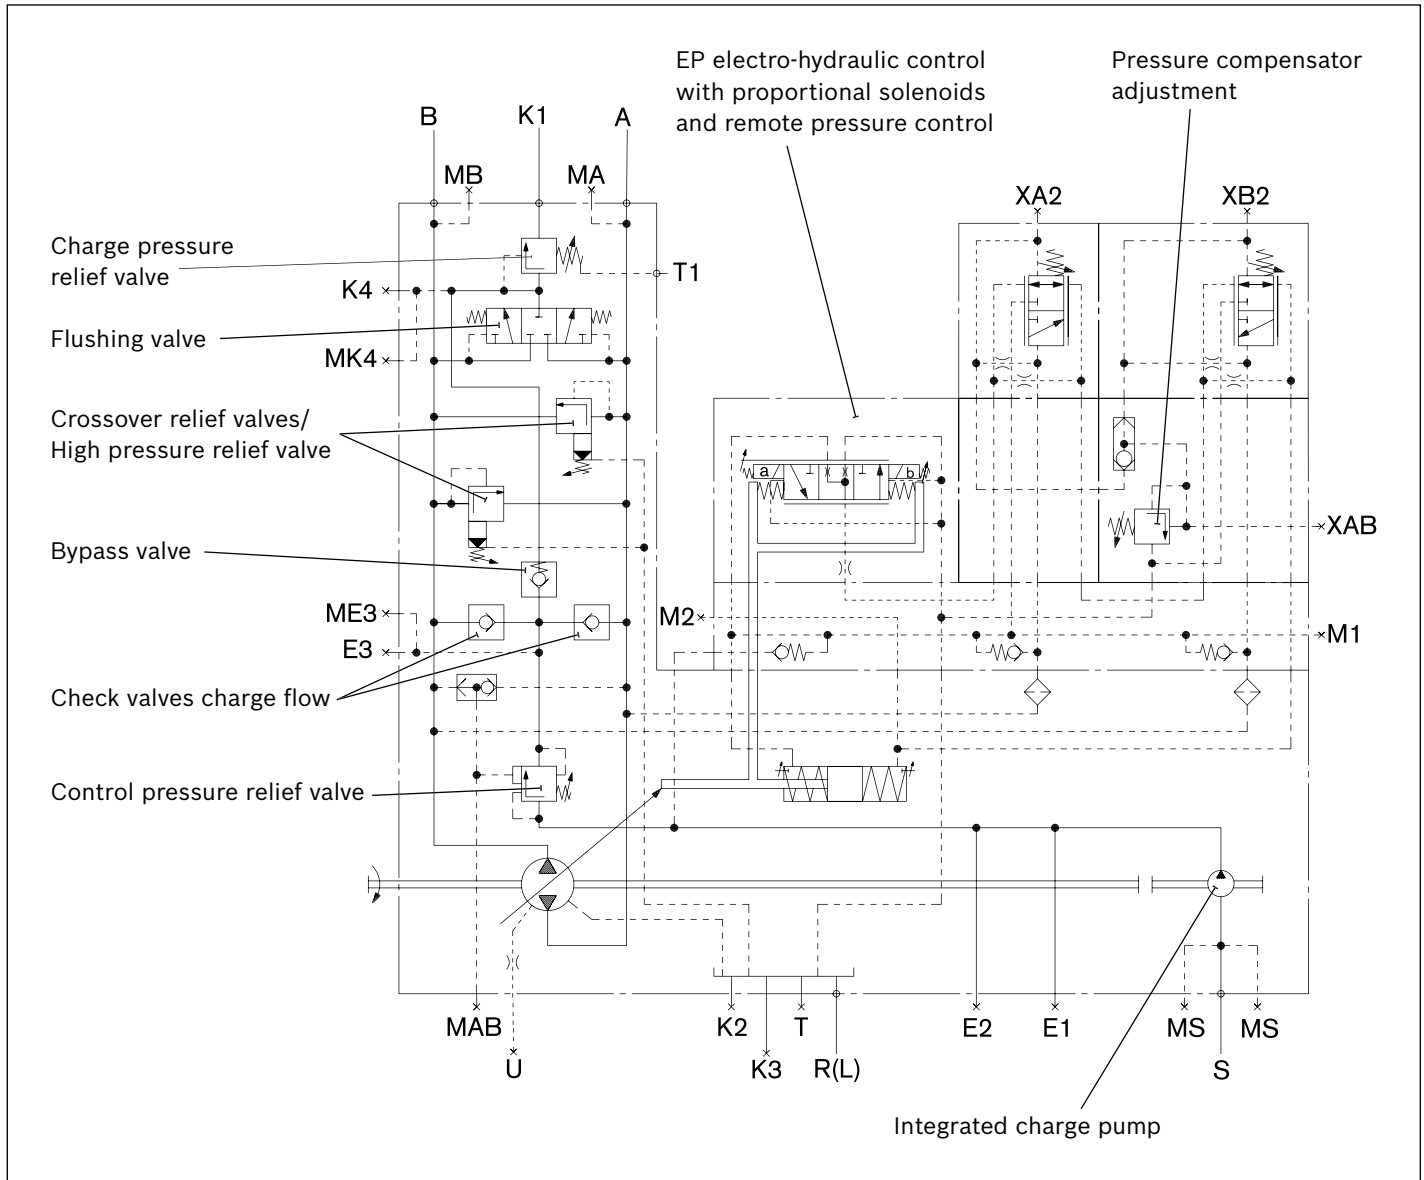 EP electro-hydraulic control
with proportional solenoids
and remote pressure control
Pressure compensator
adjustment
B
K1
A
MB
MA
XA2
XB2
Charge pressure
relief valve
T1
K4
Flushing valve
MK4
Crossover relief valves/
High pressure relief valve
a
b
XAB
Bypass valve
ME3
M2
M1
E3
Check valves charge flow
Control pressure relief valve
MAB
K2
T
E2
E1
MS
MS
U
K3
R(L)
S
Integrated charge pump